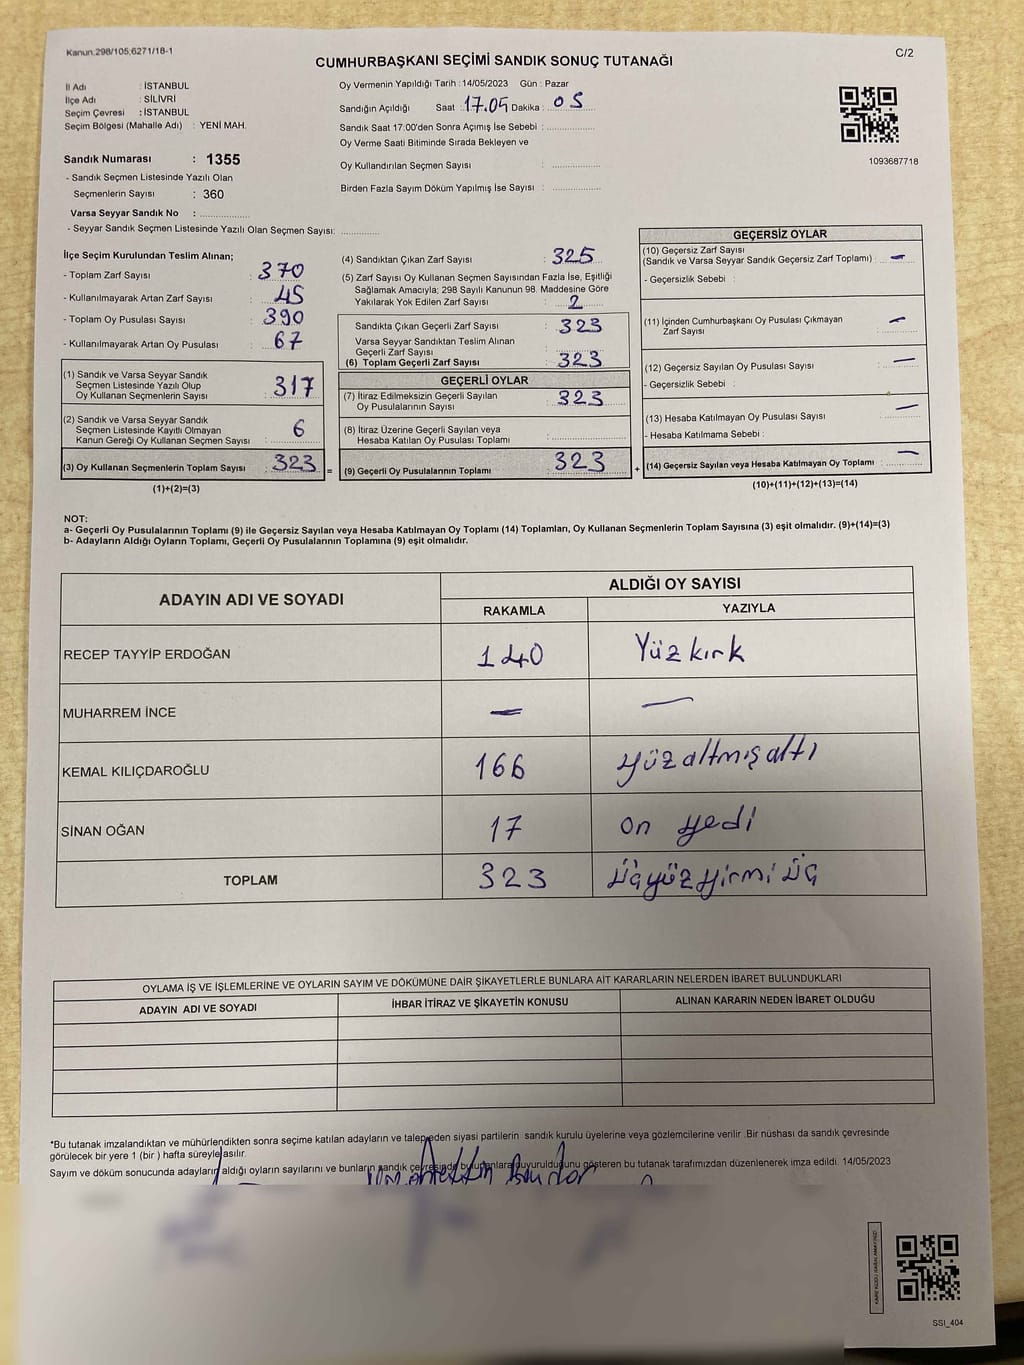 Kanun.298/105;6271/18-1
C/2
CUMHURBAŞKANI SEÇİMİ SANDIK SONUÇ TUTANAĞI
İl Adı : İSTANBUL
İlçe Adı : SİLİVRİ
Seçim Çevresi : İSTANBUL
Seçim Bölgesi (Mahalle Adı) : YENİ MAH.
Sandık Numarası : 1355
- Sandık Seçmen Listesinde Yazılı Olan
Seçmenlerin Sayısı : 360
Varsa Seyyar Sandık No :
- Seyyar Sandık Seçmen Listesinde Yazılı Olan Seçmen Sayısı:
Oy Vermenin Yapıldığı Tarih : 14/05/2023 Gün : Pazar
Sandığın Açıldığı Saat : 17.05 Dakika : 05
Sandık Saat 17:00'den Sonra Açımış İse Sebebi :
Oy Verme Saati Bitiminde Sırada Bekleyen ve
Oy Kullandırılan Seçmen Sayısı :
Birden Fazla Sayım Döküm Yapılmış İse Sayısı :
1093687718
İlçe Seçim Kurulundan Teslim Alınan;
- Toplam Zarf Sayısı : 370
- Kullanılmayarak Artan Zarf Sayısı : 45
- Toplam Oy Pusulası Sayısı : 390
- Kullanılmayarak Artan Oy Pusulası : 67
(1) Sandık ve Varsa Seyyar Sandık
Seçmen Listesinde Yazılı Olup
Oy Kullanan Seçmenlerin Sayısı : 317
(2) Sandık ve Varsa Seyyar Sandık
Seçmen Listesinde Kayıtlı Olmayan
Kanun Gereği Oy Kullanan Seçmen Sayısı : 6
(3) Oy Kullanan Seçmenlerin Toplam Sayısı : 323 =
(1)+(2)=(3)
(4) Sandıktan Çıkan Zarf Sayısı : 325
(5) Zarf Sayısı Oy Kullanan Seçmen Sayısından Fazla İse, Eşitliği
Sağlamak Amacıyla; 298 Sayılı Kanunun 98. Maddesine Göre
Yakılarak Yok Edilen Zarf Sayısı : 2
Sandıkta Çıkan Geçerli Zarf Sayısı : 323
Varsa Seyyar Sandıktan Teslim Alınan
Geçerli Zarf Sayısı :
(6) Toplam Geçerli Zarf Sayısı : 323
GEÇERLİ OYLAR
(7) İtiraz Edilmeksizin Geçerli Sayılan
Oy Pusulalarının Sayısı : 323
(8) İtiraz Üzerine Geçerli Sayılan veya
Hesaba Katılan Oy Pusulası Toplamı :
(9) Geçerli Oy Pusulalarının Toplamı : 323 +
GEÇERSİZ OYLAR
(10) Geçersiz Zarf Sayısı
(Sandık ve Varsa Seyyar Sandık Geçersiz Zarf Toplamı) : —
- Geçersizlik Sebebi :
(11) İçinden Cumhurbaşkanı Oy Pusulası Çıkmayan
Zarf Sayısı : —
(12) Geçersiz Sayılan Oy Pusulası Sayısı : —
- Geçersizlik Sebebi :
(13) Hesaba Katılmayan Oy Pusulası Sayısı : —
- Hesaba Katılmama Sebebi :
(14) Geçersiz Sayılan veya Hesaba Katılmayan Oy Toplamı : —
(10)+(11)+(12)+(13)=(14)
NOT:
a- Geçerli Oy Pusulalarının Toplamı (9) ile Geçersiz Sayılan veya Hesaba Katılmayan Oy Toplamı (14) Toplamları, Oy Kullanan Seçmenlerin Toplam Sayısına (3) eşit olmalıdır. (9)+(14)=(3)
b- Adayların Aldığı Oyların Toplamı, Geçerli Oy Pusulalarının Toplamına (9) eşit olmalıdır.
ADAYIN ADI VE SOYADI
ALDIĞI OY SAYISI
RAKAMLA YAZIYLA
RECEP TAYYİP ERDOĞAN 140 Yüz kırk
MUHARREM İNCE — —
KEMAL KILIÇDAROĞLU 166 yüz altmış altı
SİNAN OĞAN 17 on yedi
TOPLAM 323 üçyüz yirmi üç
OYLAMA İŞ VE İŞLEMLERİNE VE OYLARIN SAYIM VE DÖKÜMÜNE DAİR ŞİKAYETLERLE BUNLARA AİT KARARLARIN NELERDEN İBARET BULUNDUKLARI
ADAYIN ADI VE SOYADI İHBAR İTİRAZ VE ŞİKAYETİN KONUSU ALINAN KARARIN NEDEN İBARET OLDUĞU
*Bu tutanak imzalandıktan ve mühürlendikten sonra seçime katılan adayların ve talep eden siyasi partilerin sandık kurulu üyelerine veya gözlemcilerine verilir .Bir nüshası da sandık çevresinde
görülecek bir yere 1 (bir ) hafta süreyle asılır.
Sayım ve döküm sonucunda adayların aldığı oyların sayılarını ve bunların sandık çevresinde bulunanlara duyurulduğunu gösteren bu tutanak tarafımızdan düzenlenerek imza edildi. 14/05/2023
SSI_404